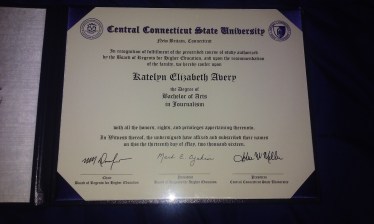 Central Connecticut State University
New Britain, Connecticut
In recognition of fulfillment of the prescribed course of study authorized
by the Board of Regents for Higher Education, and upon the recommendation
of the faculty, we hereby confer upon
Katelyn Elizabeth Avery
the Degree of
Bachelor of Arts
in Journalism
with all the honors, rights, and privileges appertaining thereunto.
In Witness thereof, the undersigned have affixed and subscribed their names
on this the thirteenth day of May, two thousand sixteen.
Chair
Board of Regents for Higher Education
President
Board of Regents for Higher Education
President
Central Connecticut State University